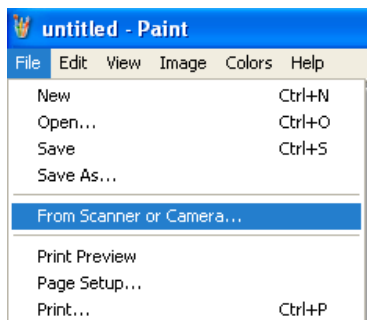 untitled - Paint
File Edit View Image Colors Help
New Ctrl+N
Open... Ctrl+O
Save Ctrl+S
Save As...
From Scanner or Camera...
Print Preview
Page Setup...
Print... Ctrl+P